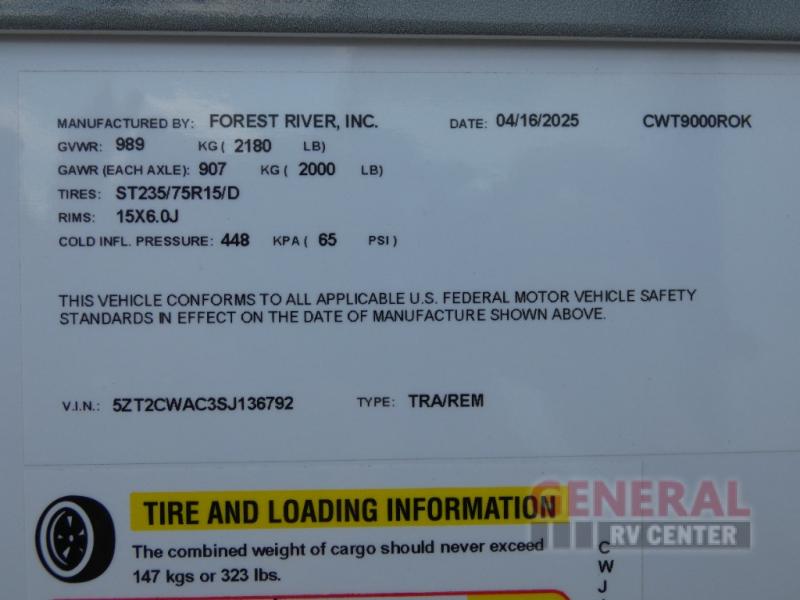 MANUFACTURED BY: FOREST RIVER, INC. DATE: 04/16/2025 CWT9000ROK
GVWR: 989 KG ( 2180 LB)
GAWR (EACH AXLE): 907 KG ( 2000 LB)
TIRES: ST235/75R15/D
RIMS: 15X6.0J
COLD INFL. PRESSURE: 448 KPA ( 65 PSI )
THIS VEHICLE CONFORMS TO ALL APPLICABLE U.S. FEDERAL MOTOR VEHICLE SAFETY
STANDARDS IN EFFECT ON THE DATE OF MANUFACTURE SHOWN ABOVE.
V.I.N.: 5ZT2CWAC3SJ136792 TYPE: TRA/REM
TIRE AND LOADING INFORMATION
The combined weight of cargo should never exceed
147 kgs or 323 lbs.
GENERAL
RV CENTER
C
W
J